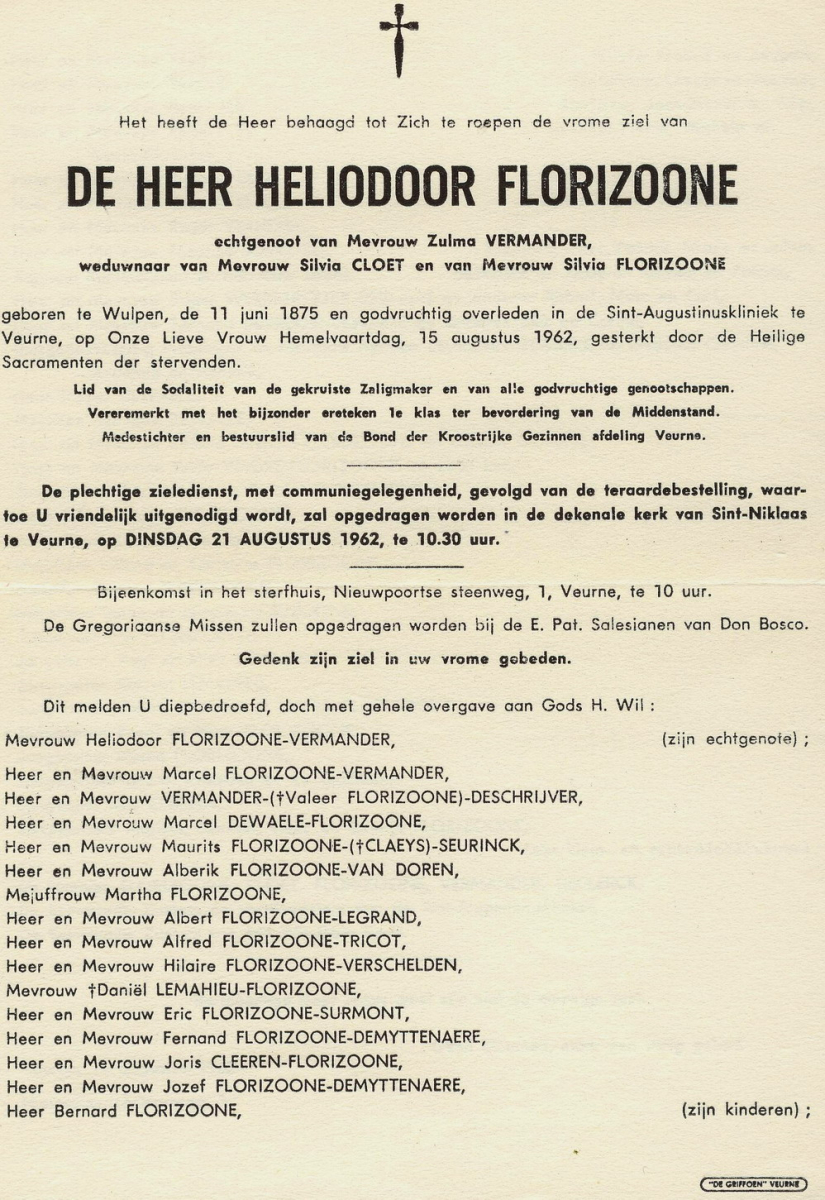 Het heeft de Heer behaagd tot Zich te roepen de vrome ziel van
DE HEER HELIODOOR FLORIZOONE
echtgenoot van Mevrouw Zulma VERMANDER,
weduwnaar van Mevrouw Silvia CLOET en van Mevrouw Silvia FLORIZOONE
geboren te Wulpen, de 11 juni 1875 en godvruchtig overleden in de Sint-Augustinuskliniek te
Veurne, op Onze Lieve Vrouw Hemelvaartdag, 15 augustus 1962, gesterkt door de Heilige
Sacramenten der stervenden.
Lid van de Sodaliteit van de gekruiste Zaligmaker en van alle godvruchtige genootschappen.
Vereremerkt met het bijzonder ereteken 1e klas ter bevordering van de Middenstand.
Medestichter en bestuurslid van de Bond der Kroostrijke Gezinnen afdeling Veurne.
De plechtige zieledienst, met communiegelegenheid, gevolgd van de teraardebestelling, waar-
toe U vriendelijk uitgenodigd wordt, zal opgedragen worden in de dekenale kerk van Sint-Niklaas
te Veurne, op DINSDAG 21 AUGUSTUS 1962, te 10.30 uur.
Bijeenkomst in het sterfhuis, Nieuwpoortse steenweg, 1, Veurne, te 10 uur.
De Gregoriaanse Missen zullen opgedragen worden bij de E. Pat. Salesianen van Don Bosco.
Gedenk zijn ziel in uw vrome gebeden.
Dit melden U diepbedroefd, doch met gehele overgave aan Gods H. Wil :
Mevrouw Heliodoor FLORIZOONE-VERMANDER, (zijn echtgenote) ;
Heer en Mevrouw Marcel FLORIZOONE-VERMANDER,
Heer en Mevrouw VERMANDER-(†Valeer FLORIZOONE)-DESCHRIJVER,
Heer en Mevrouw Marcel DEWAELE-FLORIZOONE,
Heer en Mevrouw Maurits FLORIZOONE-(†CLAEYS)-SEURINCK,
Heer en Mevrouw Alberik FLORIZOONE-VAN DOREN,
Mejuffrouw Martha FLORIZOONE,
Heer en Mevrouw Albert FLORIZOONE-LEGRAND,
Heer en Mevrouw Alfred FLORIZOONE-TRICOT,
Heer en Mevrouw Hilaire FLORIZOONE-VERSCHELDEN,
Mevrouw †Daniël LEMAHIEU-FLORIZOONE,
Heer en Mevrouw Eric FLORIZOONE-SURMONT,
Heer en Mevrouw Fernand FLORIZOONE-DEMYTTENAERE,
Heer en Mevrouw Joris CLEEREN-FLORIZOONE,
Heer en Mevrouw Jozef FLORIZOONE-DEMYTTENAERE,
Heer Bernard FLORIZOONE, (zijn kinderen) ;
"DE GRIFFOEN" VEURNE